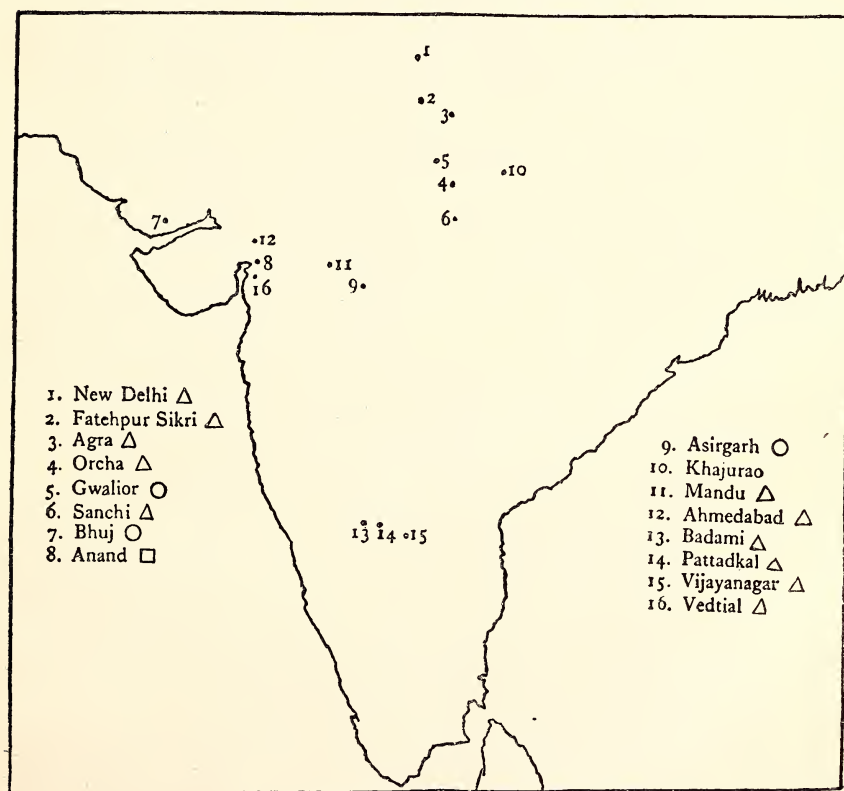 1
2
3
5
10
4
7
6
12
8
11
16
9
1. New Delhi △
2. Fatehpur Sikri △
3. Agra △
4. Orcha △
5. Gwalior ○
6. Sanchi △
7. Bhuj ○
8. Anand □
9. Asirgarh ○
10. Khajurao
11. Mandu △
12. Ahmedabad △
13. Badami △
14. Pattadkal △
15. Vijayanagar △
16. Vedtial △
13 14 15